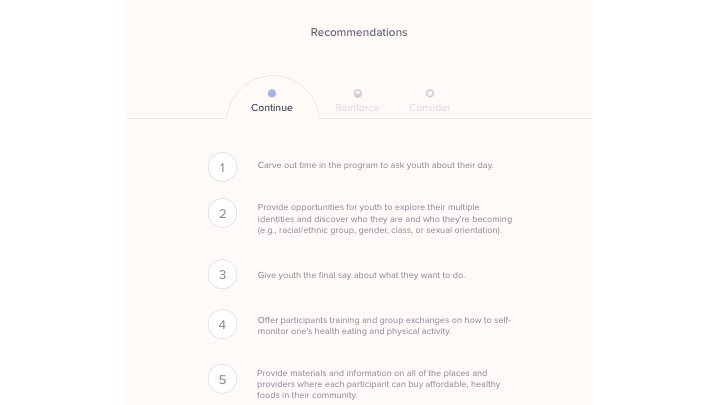 Recommendations
Continue
Reinforce
Consider
1
Carve out time in the program to ask youth about their day.
2
Provide opportunities for youth to explore their multiple
identities and discover who they are and who they're becoming
(e.g., racial/ethnic group, gender, class, or sexual orientation).
3
Give youth the final say about what they want to do.
4
Offer participants training and group exchanges on how to self-
monitor one's health eating and physical activity.
5
Provide materials and information on all of the places and
providers where each participant can buy affordable, healthy
foods in their community.